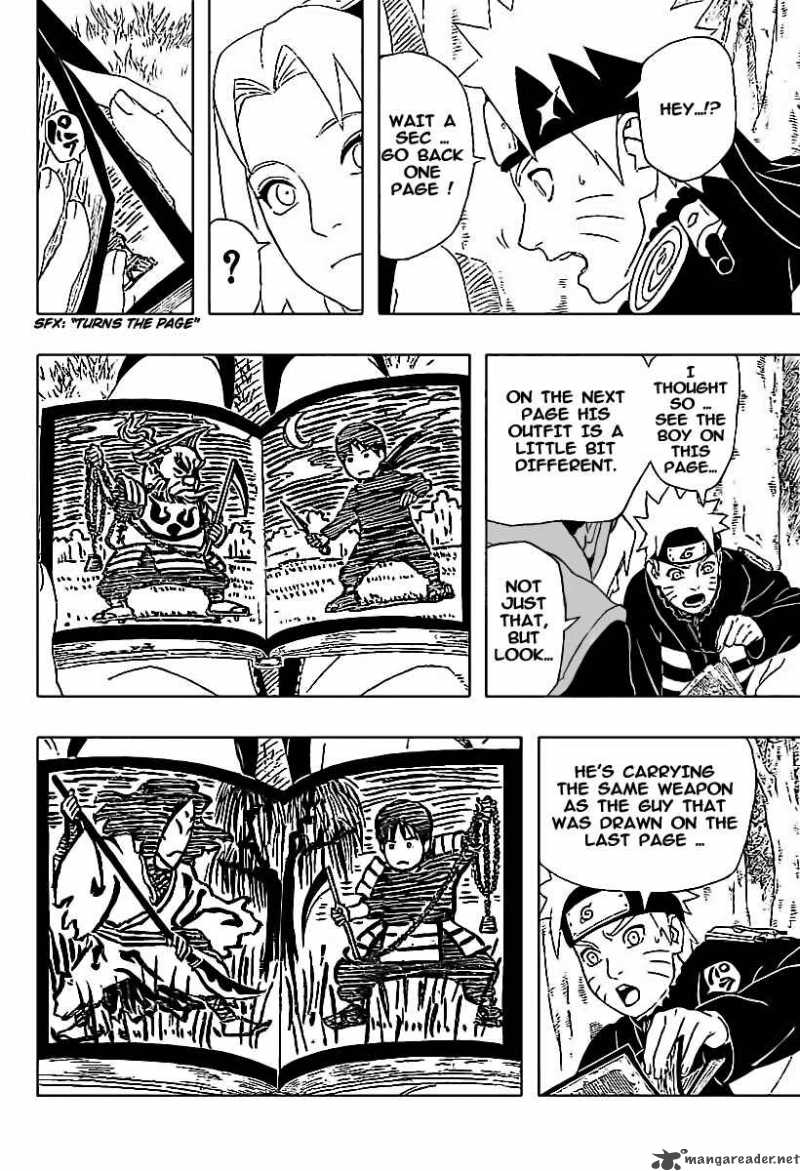 HEY...!?
WAIT A
SEC ...
GO BACK
ONE
PAGE !
?
SFX: "TURNS THE PAGE"
I
THOUGHT
SO ...
SEE THE
BOY ON
THIS
PAGE...
ON THE NEXT
PAGE HIS
OUTFIT IS A
LITTLE BIT
DIFFERENT.
NOT
JUST
THAT,
BUT
LOOK...
HE'S CARRYING
THE SAME WEAPON
AS THE GUY THAT
WAS DRAWN ON THE
LAST PAGE ...
mangareader.net